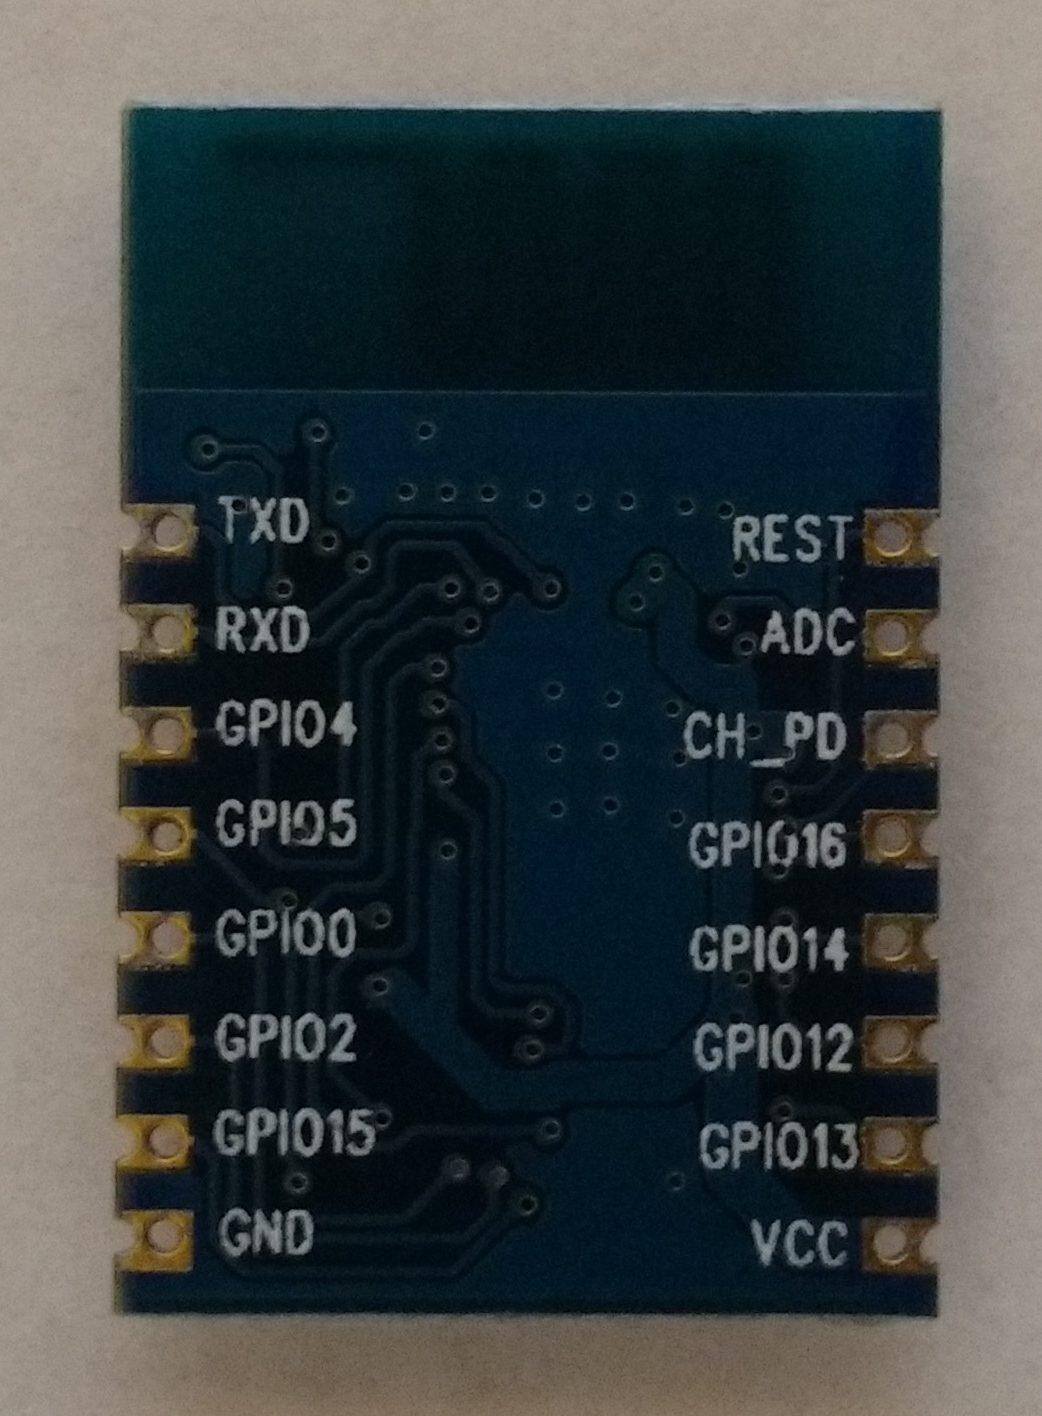 TXD
RXD
GPIO4
GPIO5
GPIO0
GPIO2
GPIO15
GND
REST
ADC
CH_PD
GPIO16
GPIO14
GPIO12
GPIO13
VCC